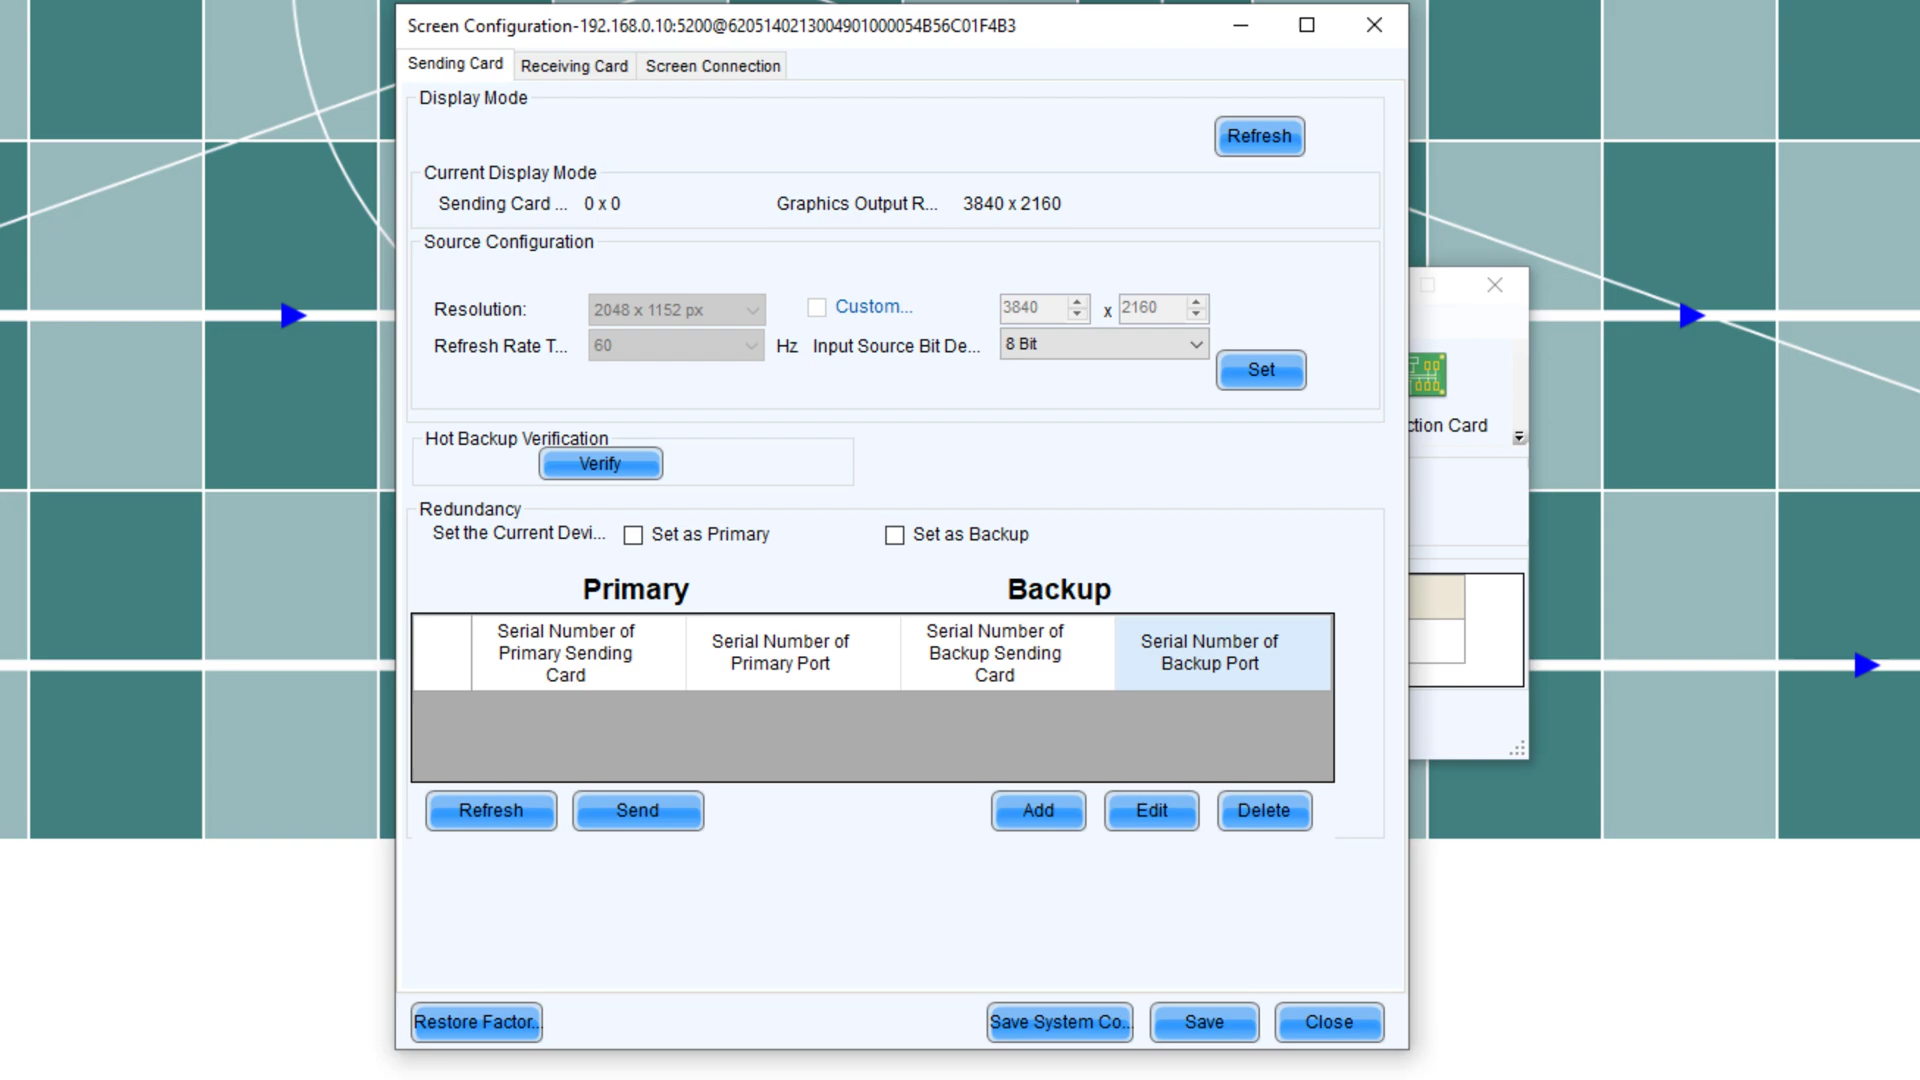 Screen Configuration-192.168.0.10:5200@6205140213004901000054B56C01F4B3
Sending Card Receiving Card Screen Connection
Display Mode
Refresh
Current Display Mode
Sending Card ... 0 x 0 Graphics Output R... 3840 x 2160
Source Configuration
Resolution: 2048 x 1152 px Custom... 3840 x 2160
Refresh Rate T... 60 Hz Input Source Bit De... 8 Bit
Set
ction Card
Hot Backup Verification
Verify
Redundancy
Set the Current Devi... Set as Primary Set as Backup
Primary Backup
Serial Number of Primary Sending Card
Serial Number of Primary Port
Serial Number of Backup Sending Card
Serial Number of Backup Port
Refresh Send Add Edit Delete
Restore Factor... Save System Co... Save Close